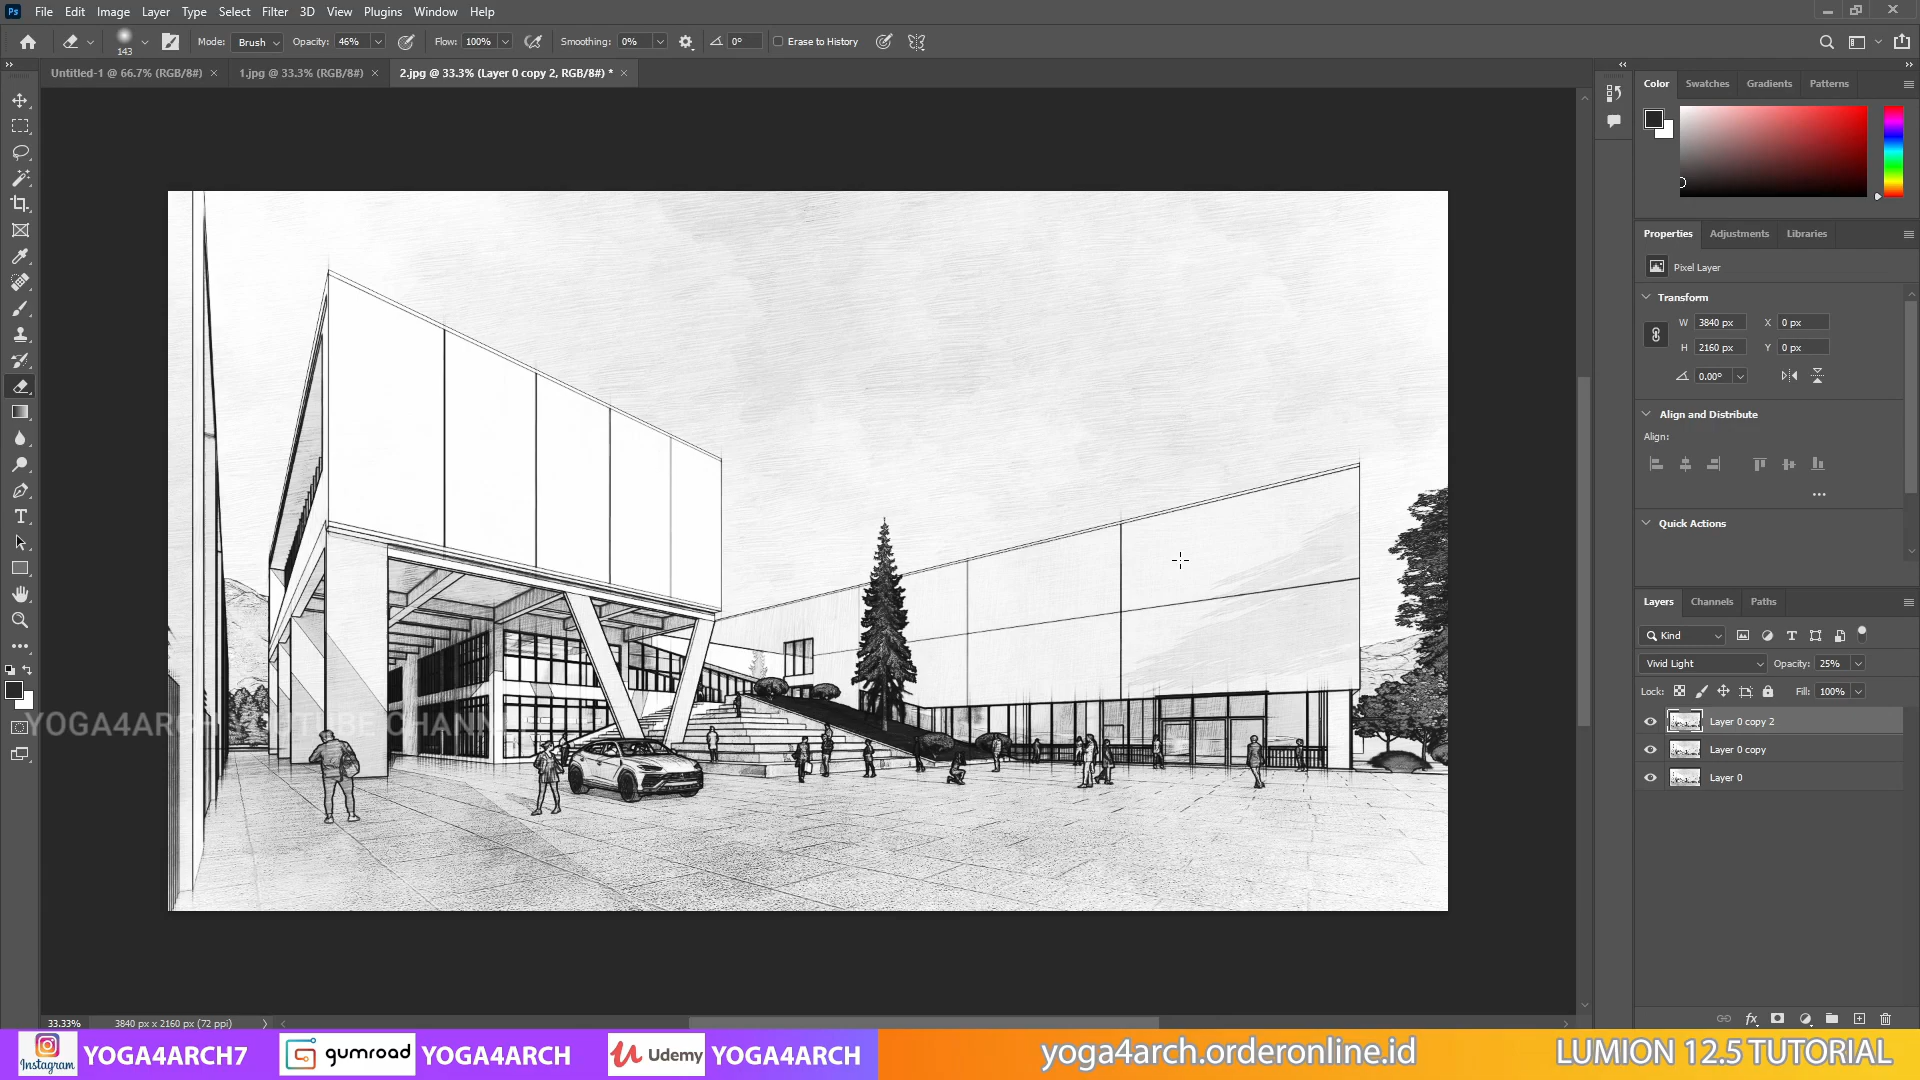 Ps File Edit Image Layer Type Select Filter 3D View Plugins Window Help
143 Mode: Brush Opacity: 46% Flow: 100% Smoothing: 0% 0° Erase to History
Untitled-1 @ 66.7% (RGB/8#) × 1.jpg @ 33.3% (RGB/8#) × 2.jpg @ 33.3% (Layer 0 copy 2, RGB/8#) * ×
Color Swatches Gradients Patterns
Properties Adjustments Libraries
Pixel Layer
Transform
W 3840 px X 0 px
H 2160 px Y 0 px
0.00°
Align and Distribute
Align:
Quick Actions
Layers Channels Paths
Kind
Vivid Light Opacity: 25%
Lock: Fill: 100%
Layer 0 copy 2
Layer 0 copy
Layer 0
33.33% 3840 px x 2160 px (72 ppi)
Instagram YOGA4ARCH7 gumroad YOGA4ARCH Udemy YOGA4ARCH yoga4arch.orderonline.id LUMION 12.5 TUTORIAL